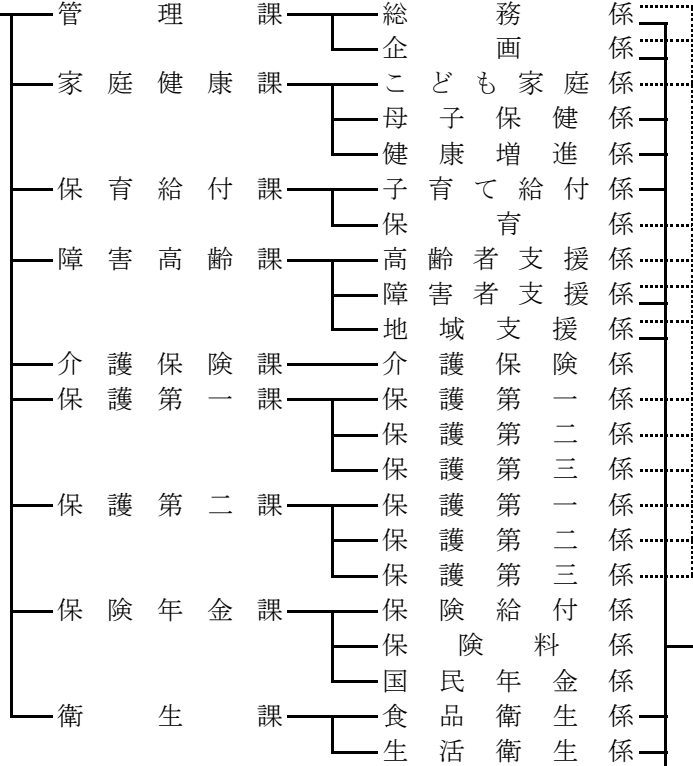 管理課 総務係
企画係
家庭健康課 こども家庭係
母子保健係
健康増進係
保育給付課 子育て給付係
保育係
障害高齢課 高齢者支援係
障害者支援係
地域支援係
介護保険課 介護保険係
保護第一課 保護第一係
保護第二係
保護第三係
保護第二課 保護第一係
保護第二係
保護第三係
保険年金課 保険給付係
保険料係
国民年金係
衛生課 食品衛生係
生活衛生係